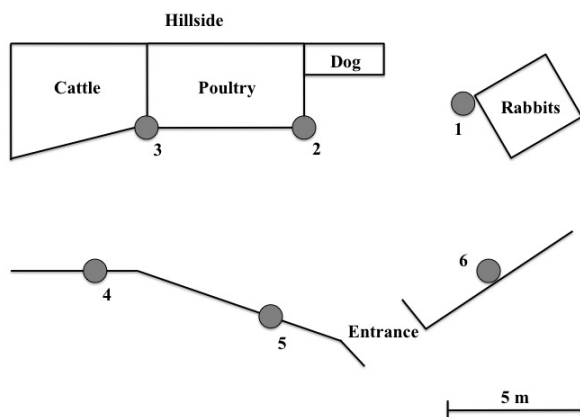 Hillside
Dog
Cattle
Poultry
Rabbits
1
2
3
4
5
6
Entrance
5 m